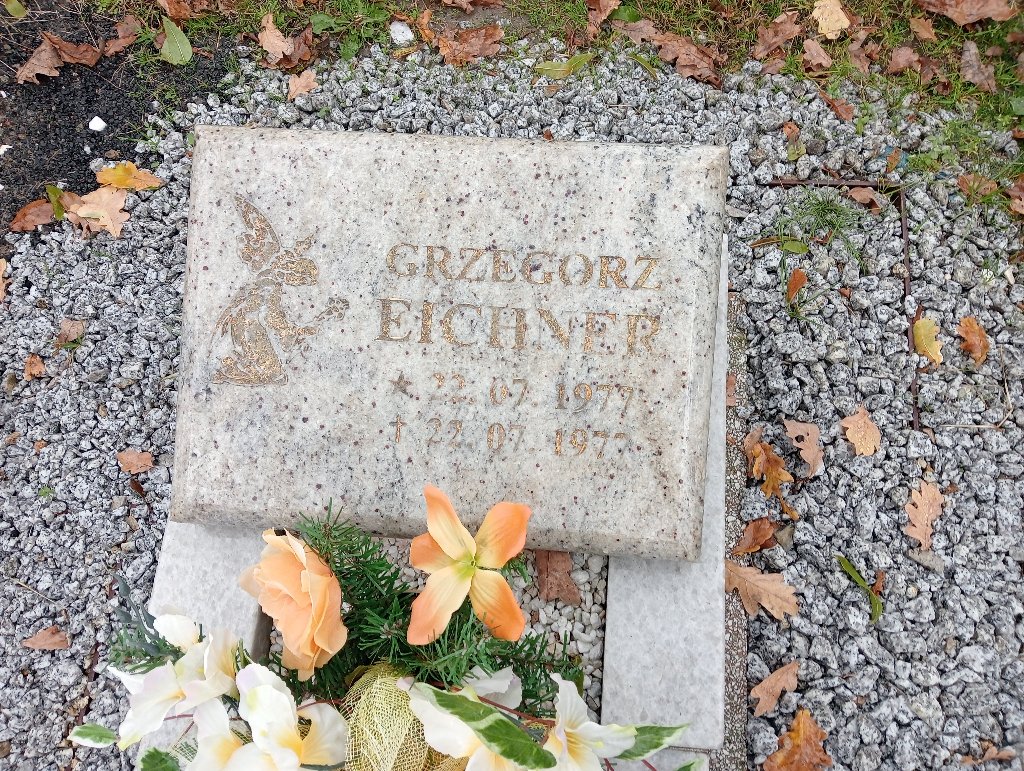 GRZEGORZ
EICHNER
★ 22. 07. 1977
† 22. 07. 1977